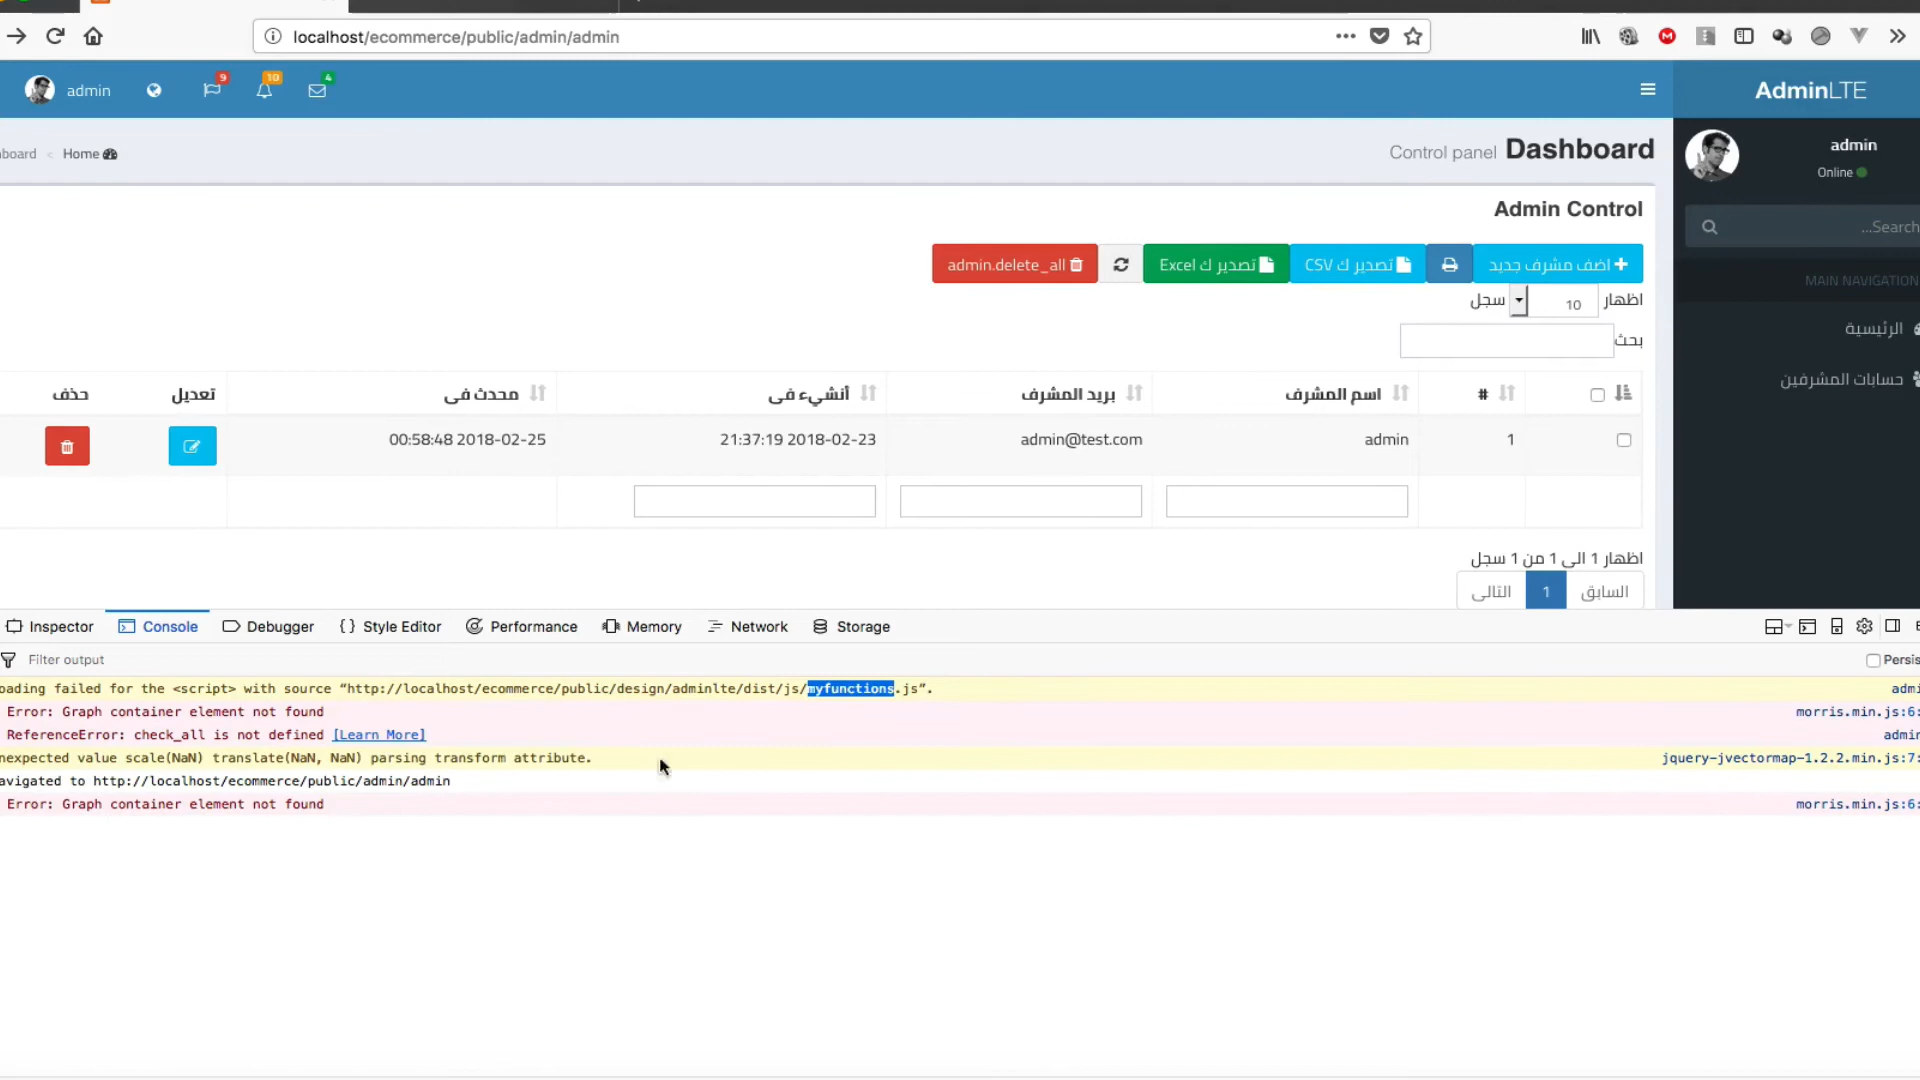 localhost/ecommerce/public/admin/admin
admin
9
10
4
AdminLTE
Home
Dashboard Control panel
admin
Online
Admin Control
Search...
اضف مشرف جديد
تصدير ك CSV
تصدير ك Excel
admin.delete_all
MAIN NAVIGATION
اظهار 10 سجل
الرئيسية
بحث
حسابات المشرفين
# اسم المشرف بريد المشرف أنشيء فى محدث فى تعديل حذف
1 admin admin@test.com 2018-02-23 21:37:19 2018-02-25 00:58:48
اظهار 1 الى 1 من 1 سجل
السابق 1 التالى
Inspector Console Debugger {} Style Editor Performance Memory Network Storage
Filter output
Persis
oading failed for the <script> with source “http://localhost/ecommerce/public/design/adminlte/dist/js/myfunctions.js”. admi
Error: Graph container element not found morris.min.js:6:
ReferenceError: check_all is not defined [Learn More] admin
nexpected value scale(NaN) translate(NaN, NaN) parsing transform attribute. jquery-jvectormap-1.2.2.min.js:7:
avigated to http://localhost/ecommerce/public/admin/admin
Error: Graph container element not found morris.min.js:6: